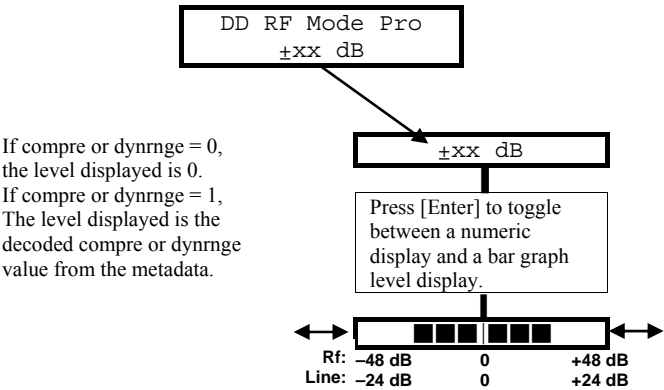 DD RF Mode Pro
±xx dB
If compre or dynrnge = 0,
the level displayed is 0.
If compre or dynrnge = 1,
The level displayed is the
decoded compre or dynrnge
value from the metadata.
±xx dB
Press [Enter] to toggle
between a numeric
display and a bar graph
level display.
Rf: –48 dB 0 +48 dB
Line: –24 dB 0 +24 dB